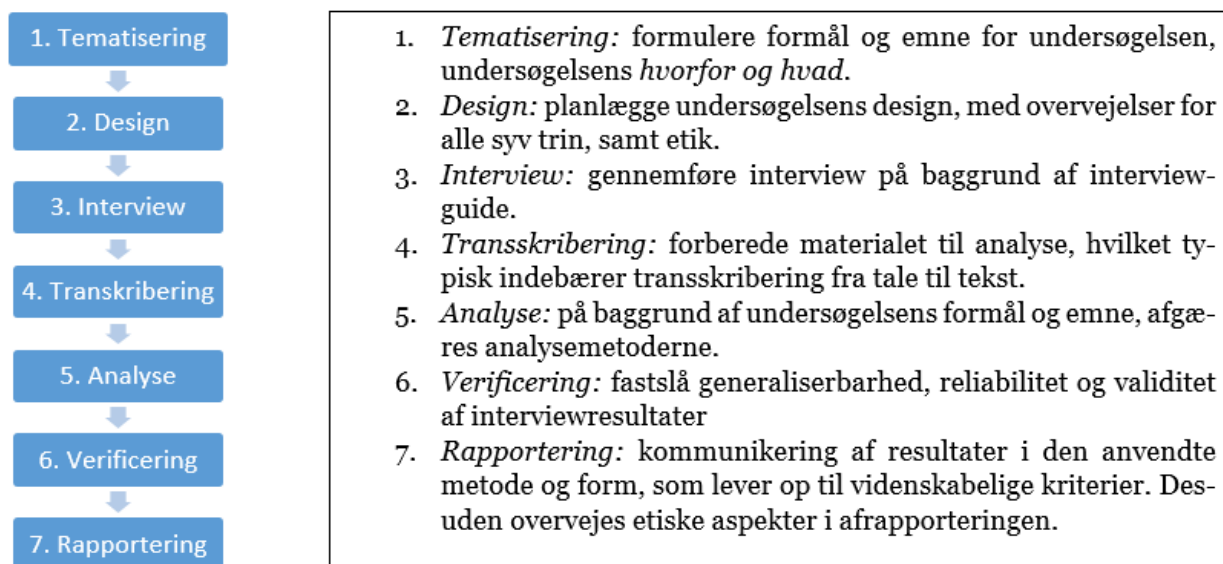 1. Tematisering
2. Design
3. Interview
4. Transkribering
5. Analyse
6. Verificering
7. Rapportering
1. Tematisering: formulere formål og emne for undersøgelsen,
undersøgelsens hvorfor og hvad.
2. Design: planlægge undersøgelsens design, med overvejelser for
alle syv trin, samt etik.
3. Interview: gennemføre interview på baggrund af interview-
guide.
4. Transskribering: forberede materialet til analyse, hvilket ty-
pisk indebærer transskribering fra tale til tekst.
5. Analyse: på baggrund af undersøgelsens formål og emne, afgæ-
res analysemetoderne.
6. Verificering: fastslå generaliserbarhed, reliabilitet og validitet
af interviewresultater
7. Rapportering: kommunikering af resultater i den anvendte
metode og form, som lever op til videnskabelige kriterier. Des-
uden overvejes etiske aspekter i afrapporteringen.